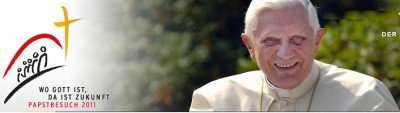 WO GOTT IST,
DA IST ZUKUNFT
PAPSTBESUCH 2011
DER